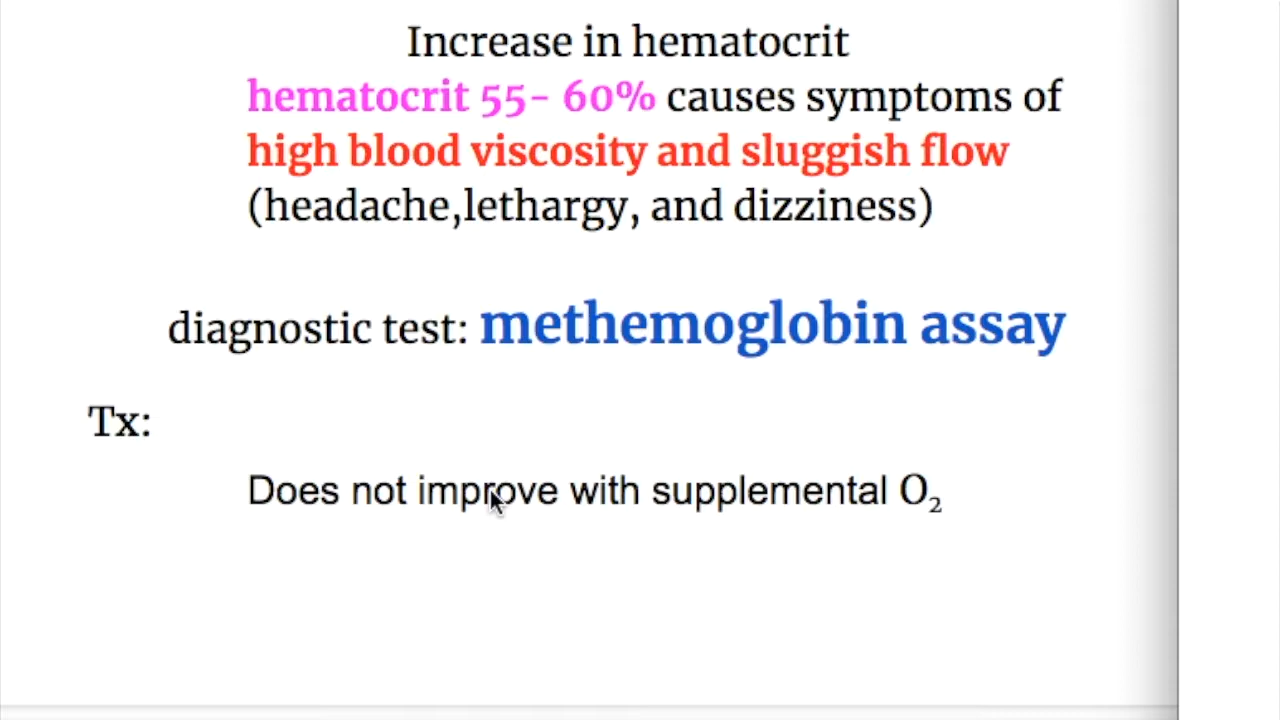 Increase in hematocrit
hematocrit 55- 60% causes symptoms of
high blood viscosity and sluggish flow
(headache,lethargy, and dizziness)
diagnostic test: methemoglobin assay
Tx:
Does not improve with supplemental O₂